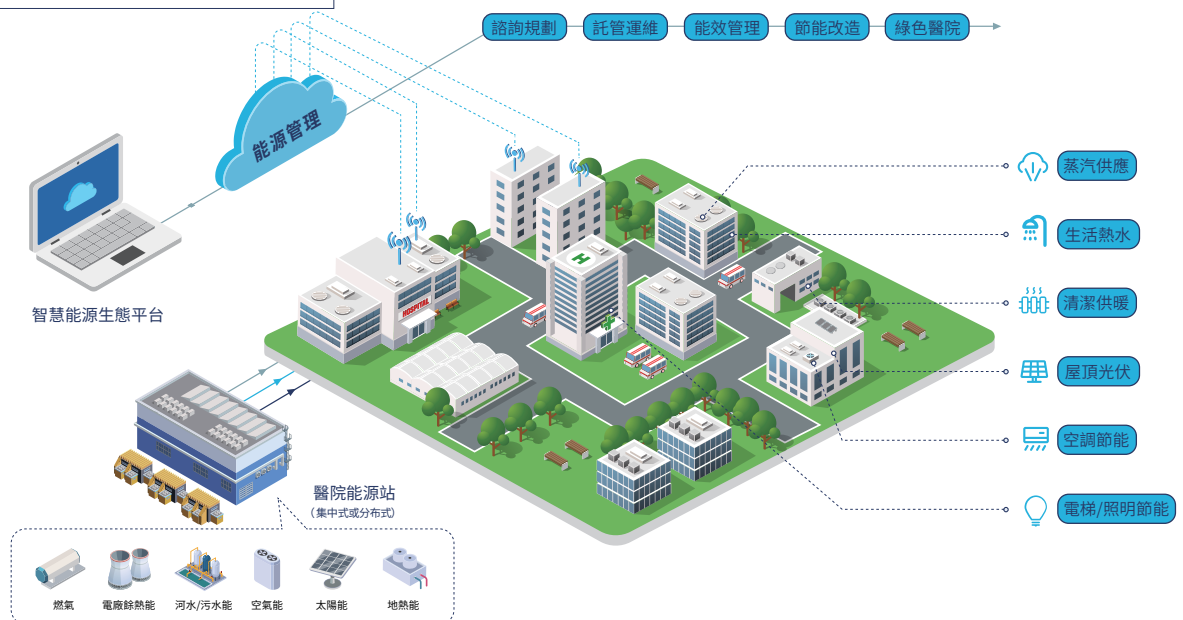 諮詢規劃
託管運維
能效管理
節能改造
綠色醫院
能源管理
智慧能源生態平台
HOSPITAL
H
蒸汽供應
生活熱水
清潔供暖
屋頂光伏
空調節能
電梯/照明節能
醫院能源站
(集中式或分布式)
燃氣
電廠餘熱能
河水/污水能
空氣能
太陽能
地熱能